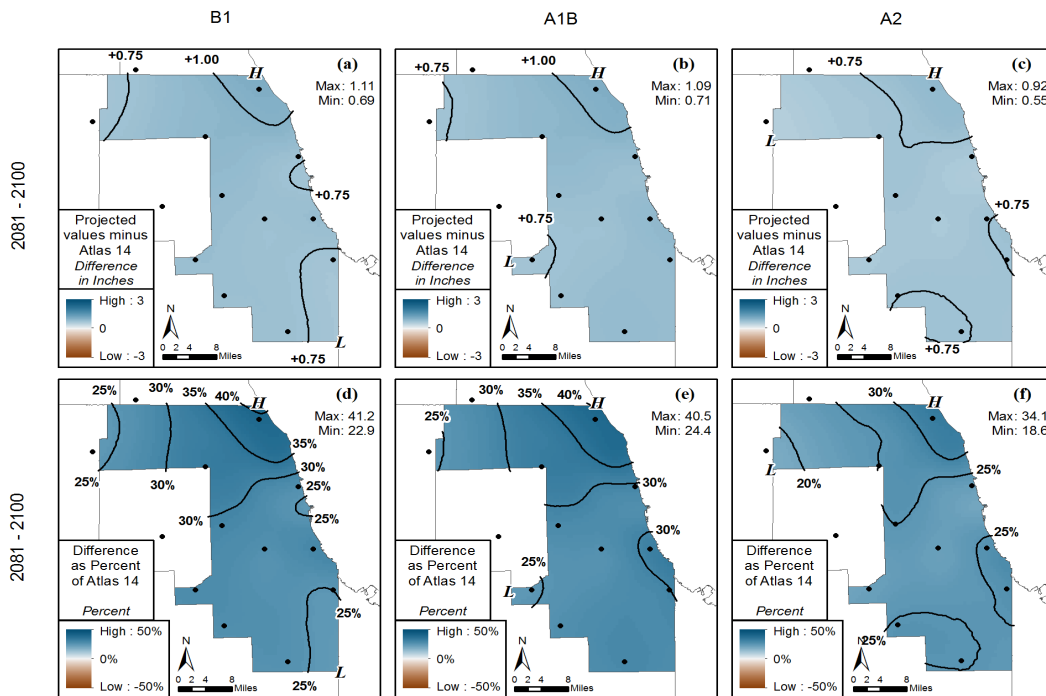 B1
A1B
A2
2081 - 2100
+0.75
+1.00
H
(a)
Max: 1.11
Min: 0.69
+0.75
Projected
values minus
Atlas 14
Difference
in Inches
High : 3
0
Low : -3
N
0 2 4 8
Miles
+0.75
L
+0.75
+1.00
H
(b)
Max: 1.09
Min: 0.71
+0.75
L
Projected
values minus
Atlas 14
Difference
in Inches
High : 3
0
Low : -3
N
0 2 4 8
Miles
+0.75
H
(c)
Max: 0.92
Min: 0.55
L
+0.75
Projected
values minus
Atlas 14
Difference
in Inches
High : 3
0
Low : -3
N
0 2 4 8
Miles
+0.75
2081 - 2100
25%
30%
35%
40%
H
(d)
Max: 41.2
Min: 22.9
35%
25%
30%
30%
25%
30%
25%
Difference
as Percent
of Atlas 14
Percent
25%
High : 50%
0%
Low : -50%
N
0 2 4 8
Miles
25%
L
25%
30%
35%
40%
H
(e)
Max: 40.5
Min: 24.4
30%
30%
25%
L
Difference
as Percent
of Atlas 14
Percent
High : 50%
0%
Low : -50%
N
0 2 4 8
Miles
30%
H
(f)
Max: 34.1
Min: 18.6
L
20%
25%
25%
Difference
as Percent
of Atlas 14
Percent
25%
High : 50%
0%
Low : -50%
N
0 2 4 8
Miles